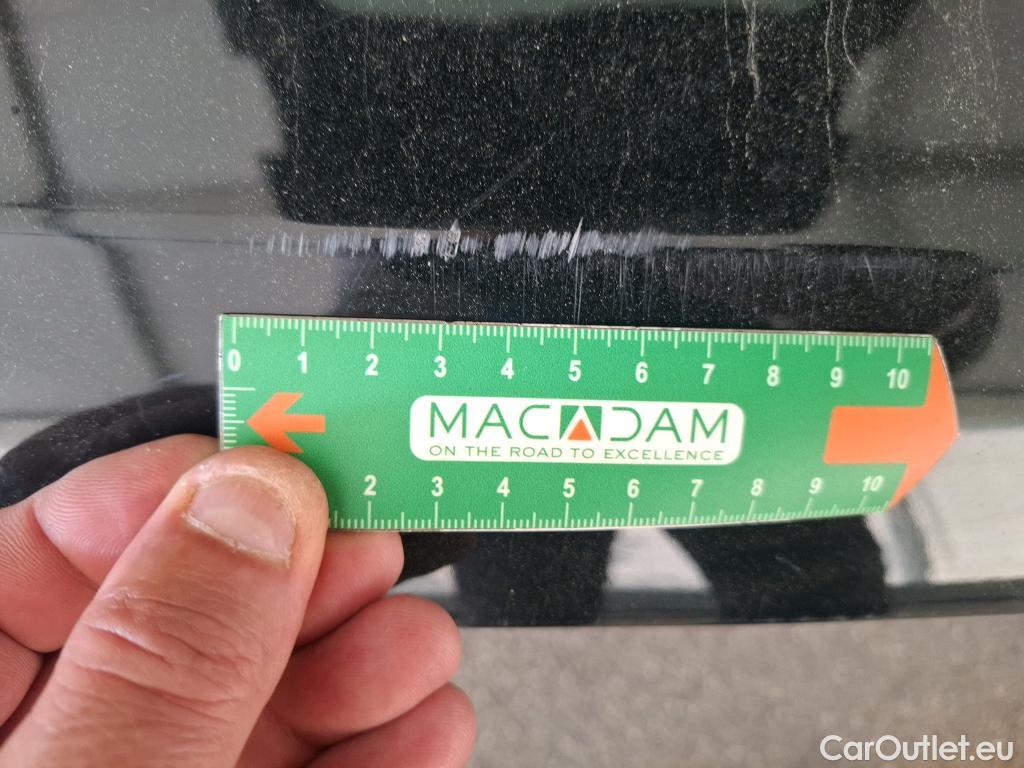 0 1 2 3 4 5 6 7 8 9 10
MACADAM
ON THE ROAD TO EXCELLENCE
2 3 4 5 6 7 8 9 10
CarOutlet.eu